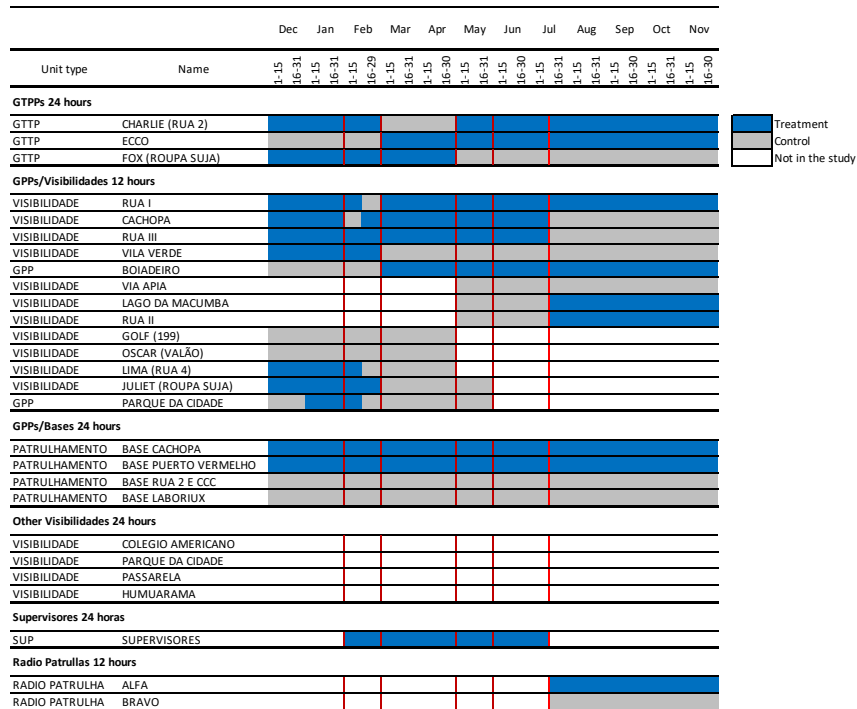 Dec Jan Feb Mar Apr May Jun Jul Aug Sep Oct Nov
Unit type Name 1-15 16-31 1-15 16-31 1-15 16-29 1-15 16-31 1-15 16-30 1-15 16-31 1-15 16-30 1-15 16-31 1-15 16-31 1-15 16-30 1-15 16-31 1-15 16-30
GTPPs 24 hours
GTTP CHARLIE (RUA 2)
GTTP ECCO
GTTP FOX (ROUPA SUJA)
Treatment
Control
Not in the study
GPPs/Visibilidades 12 hours
VISIBILIDADE RUA I
VISIBILIDADE CACHOPA
VISIBILIDADE RUA III
VISIBILIDADE VILA VERDE
GPP BOIADEIRO
VISIBILIDADE VIA APIA
VISIBILIDADE LAGO DA MACUMBA
VISIBILIDADE RUA II
VISIBILIDADE GOLF (199)
VISIBILIDADE OSCAR (VALÃO)
VISIBILIDADE LIMA (RUA 4)
VISIBILIDADE JULIET (ROUPA SUJA)
GPP PARQUE DA CIDADE
GPPs/Bases 24 hours
PATRULHAMENTO BASE CACHOPA
PATRULHAMENTO BASE PUERTO VERMELHO
PATRULHAMENTO BASE RUA 2 E CCC
PATRULHAMENTO BASE LABORIUX
Other Visibilidades 24 hours
VISIBILIDADE COLEGIO AMERICANO
VISIBILIDADE PARQUE DA CIDADE
VISIBILIDADE PASSARELA
VISIBILIDADE HUMUARAMA
Supervisores 24 horas
SUP SUPERVISORES
Radio Patrullas 12 hours
RADIO PATRULHA ALFA
RADIO PATRULHA BRAVO